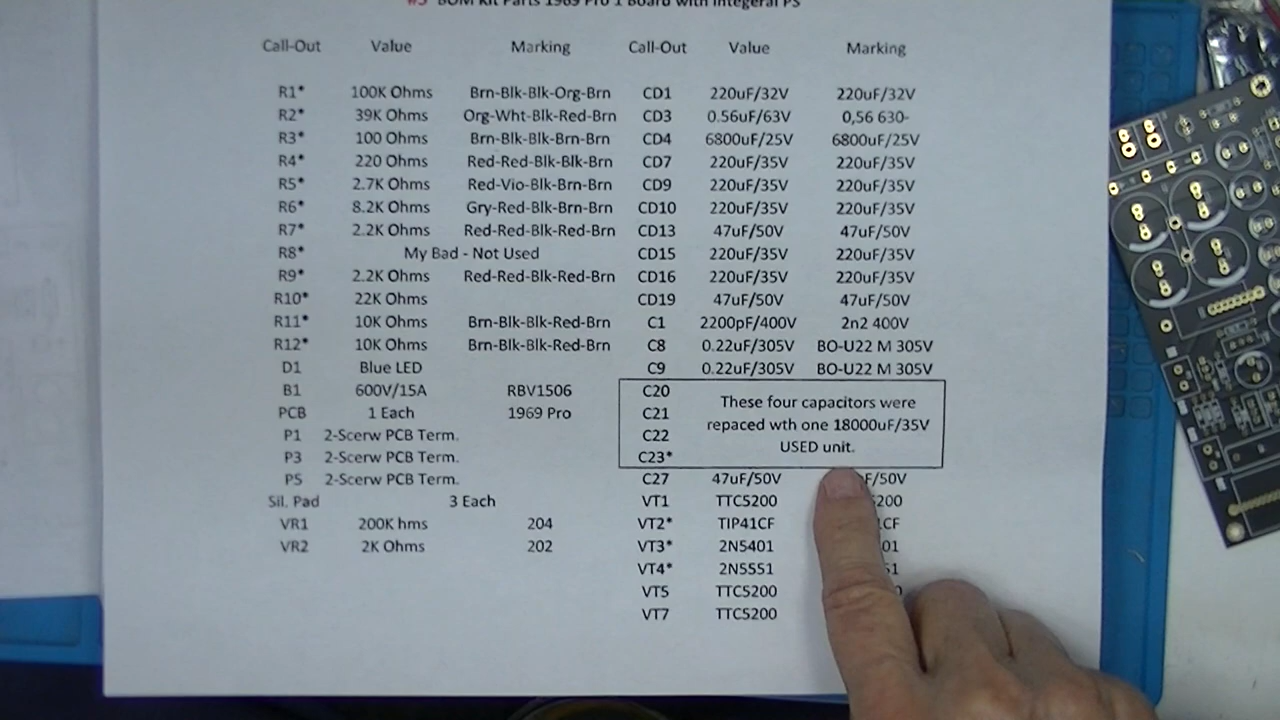 #3 BOM Kit Parts 1969 Pro 1 Board with Integeral PS
Call-Out Value Marking Call-Out Value Marking
R1* 100K Ohms Brn-Blk-Blk-Org-Brn CD1 220uF/32V 220uF/32V
R2* 39K Ohms Org-Wht-Blk-Red-Brn CD3 0.56uF/63V 0,56 630-
R3* 100 Ohms Brn-Blk-Blk-Brn-Brn CD4 6800uF/25V 6800uF/25V
R4* 220 Ohms Red-Red-Blk-Blk-Brn CD7 220uF/35V 220uF/35V
R5* 2.7K Ohms Red-Vio-Blk-Brn-Brn CD9 220uF/35V 220uF/35V
R6* 8.2K Ohms Gry-Red-Blk-Brn-Brn CD10 220uF/35V 220uF/35V
R7* 2.2K Ohms Red-Red-Blk-Red-Brn CD13 47uF/50V 47uF/50V
R8* My Bad - Not Used CD15 220uF/35V 220uF/35V
R9* 2.2K Ohms Red-Red-Blk-Red-Brn CD16 220uF/35V 220uF/35V
R10* 22K Ohms CD19 47uF/50V 47uF/50V
R11* 10K Ohms Brn-Blk-Blk-Red-Brn C1 2200pF/400V 2n2 400V
R12* 10K Ohms Brn-Blk-Blk-Red-Brn C8 0.22uF/305V BO-U22 M 305V
D1 Blue LED C9 0.22uF/305V BO-U22 M 305V
B1 600V/15A RBV1506 C20 These four capacitors were
PCB 1 Each 1969 Pro C21 repaced wth one 18000uF/35V
P1 2-Scerw PCB Term. C22 USED unit.
P3 2-Scerw PCB Term. C23*
P5 2-Scerw PCB Term. C27 47uF/50V F/50V
Sil. Pad 3 Each VT1 TTC5200 5200
VR1 200K hms 204 VT2* TIP41CF CF
VR2 2K Ohms 202 VT3* 2N5401 01
VT4* 2N5551 51
VT5 TTC5200
VT7 TTC5200